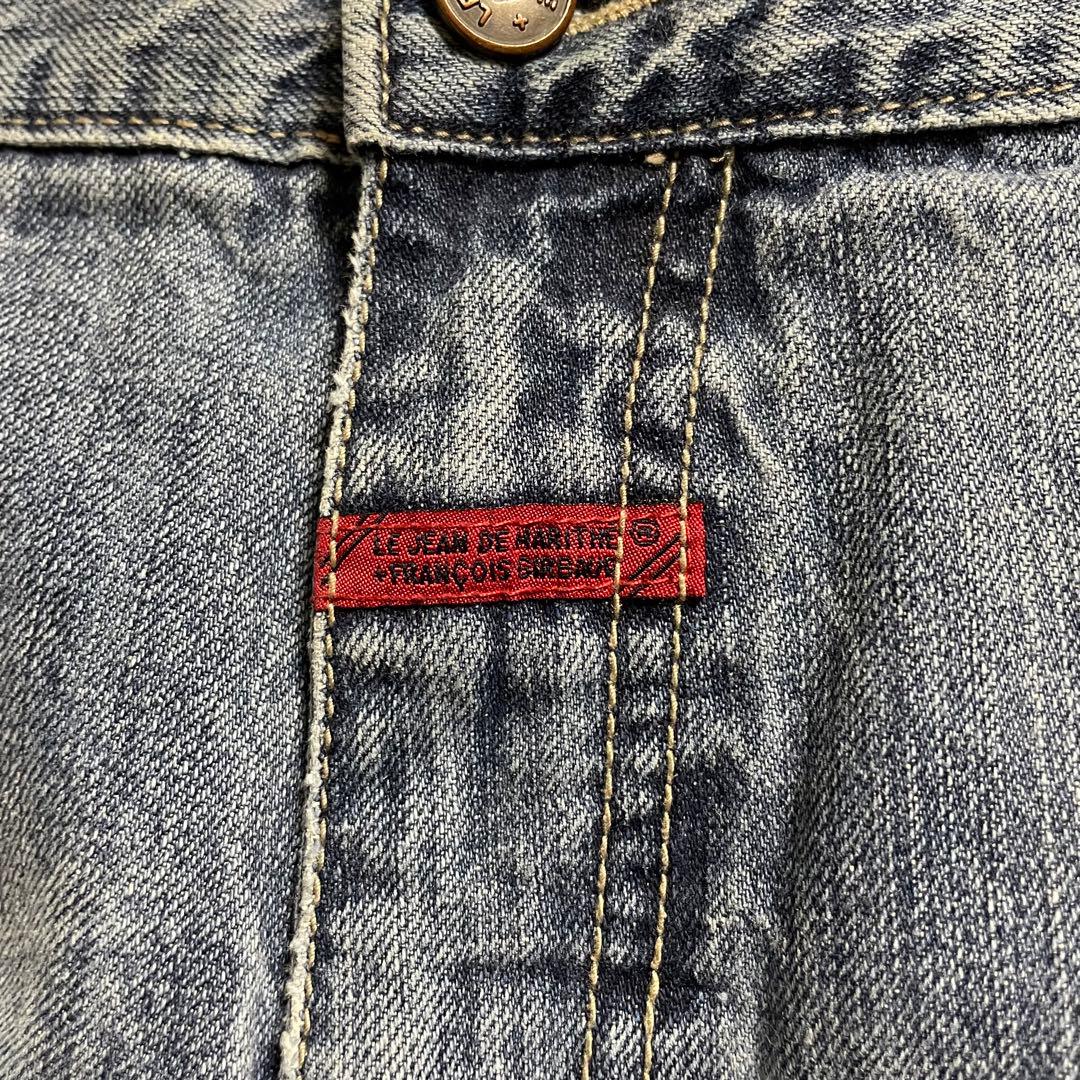 LE JEAN DE MARITHÉ ®
+FRANÇOIS GIRBAUD